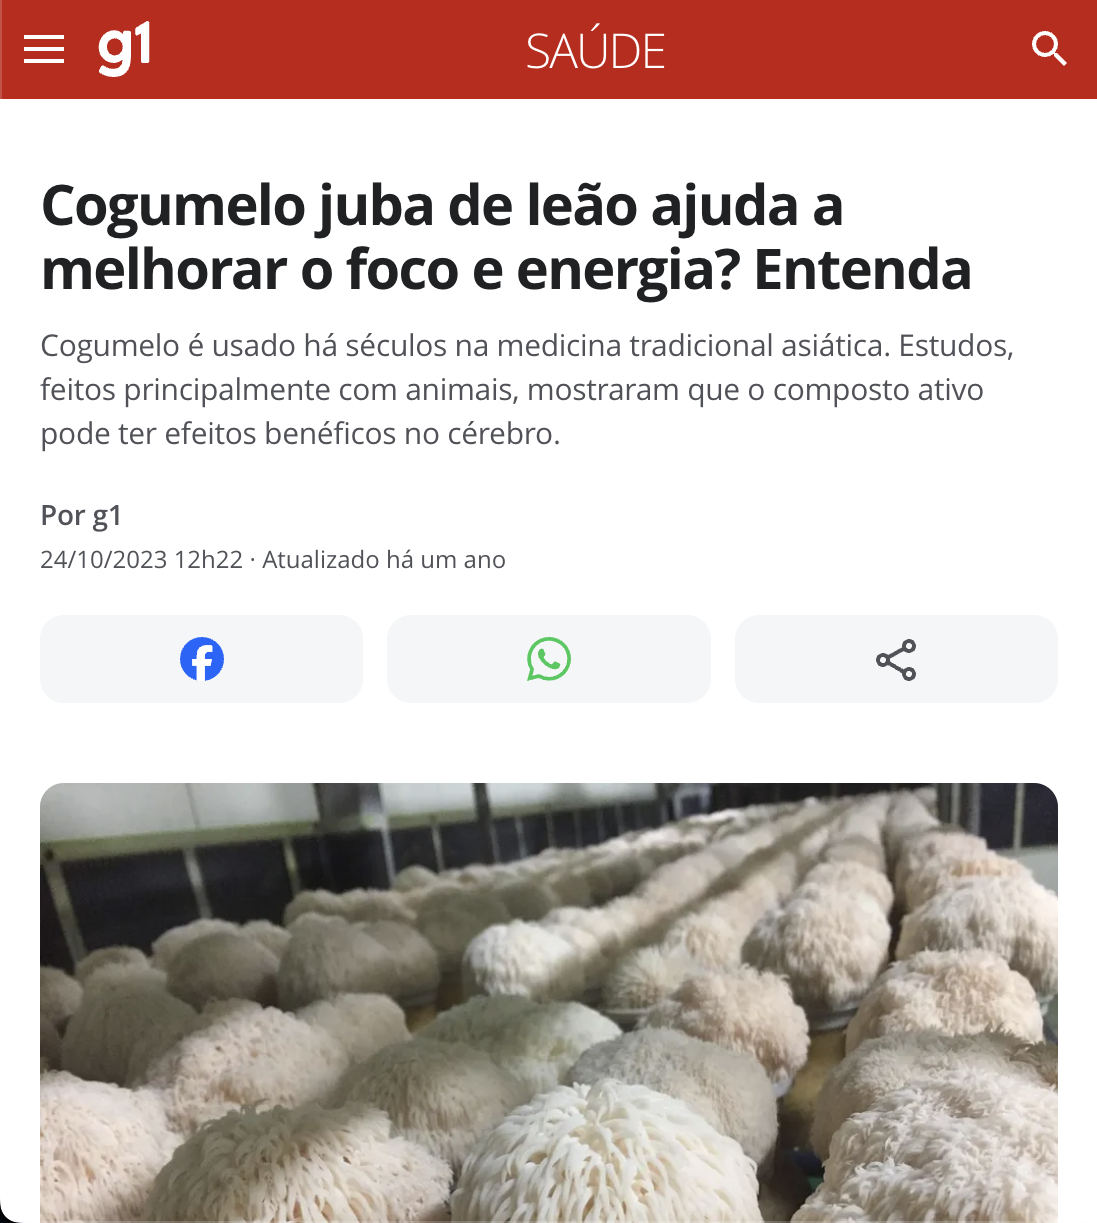 g1
SAÚDE
Cogumelo juba de leão ajuda a
melhorar o foco e energia? Entenda
Cogumelo é usado há séculos na medicina tradicional asiática. Estudos,
feitos principalmente com animais, mostraram que o composto ativo
pode ter efeitos benéficos no cérebro.
Por g1
24/10/2023 12h22 · Atualizado há um ano